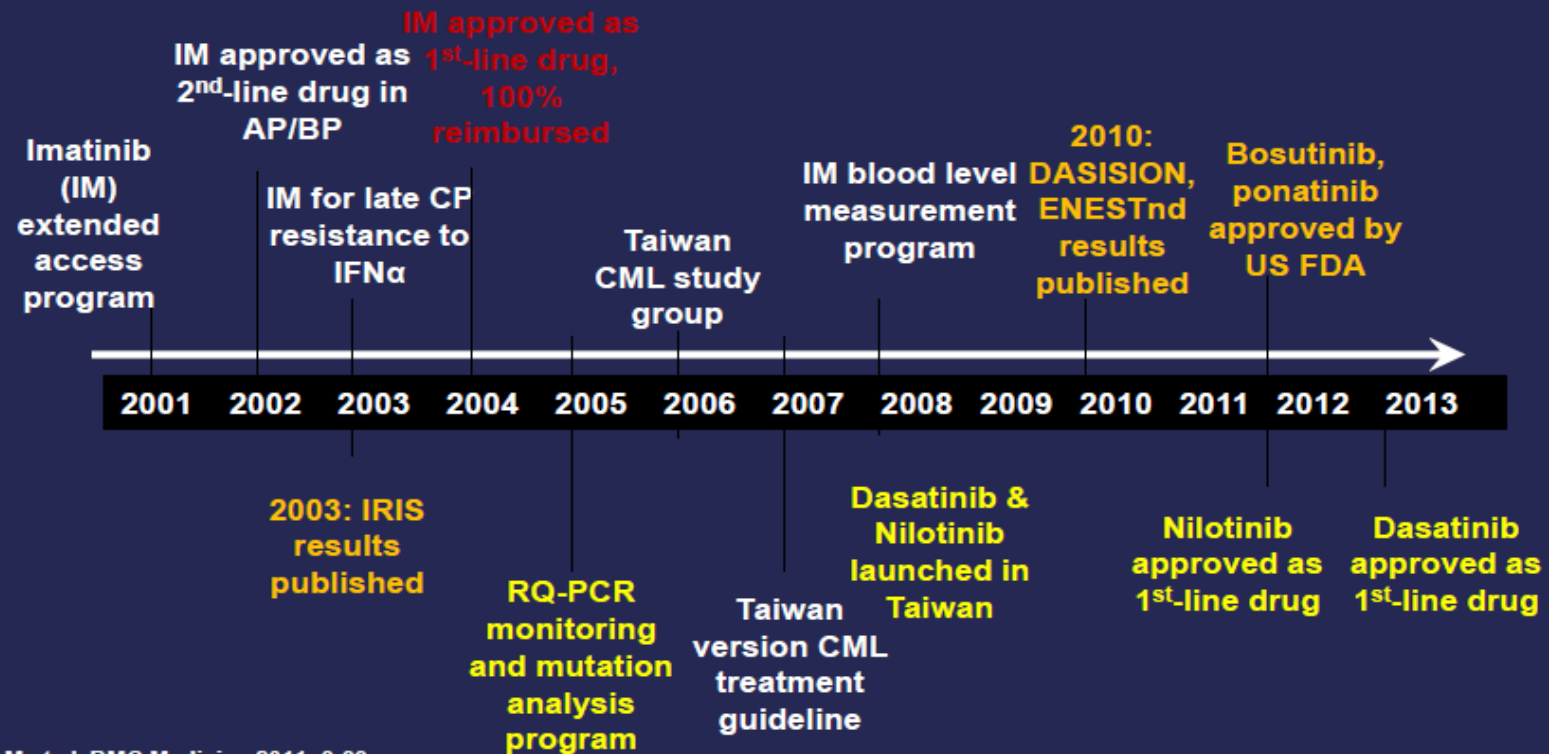 IM approved as
1st-line drug,
100%
reimbursed
IM approved as
2nd-line drug in
AP/BP
Imatinib
(IM)
extended
access
program
IM for late CP
resistance to
IFNα
Taiwan
CML study
group
IM blood level
measurement
program
2010:
DASISION,
ENESTnd
results
published
Bosutinib,
ponatinib
approved by
US FDA
2001 2002 2003 2004 2005 2006 2007 2008 2009 2010 2011 2012 2013
2003: IRIS
results
published
RQ-PCR
monitoring
and mutation
analysis
program
Taiwan
version CML
treatment
guideline
Dasatinib &
Nilotinib
launched in
Taiwan
Nilotinib
approved as
1st-line drug
Dasatinib
approved as
1st-line drug